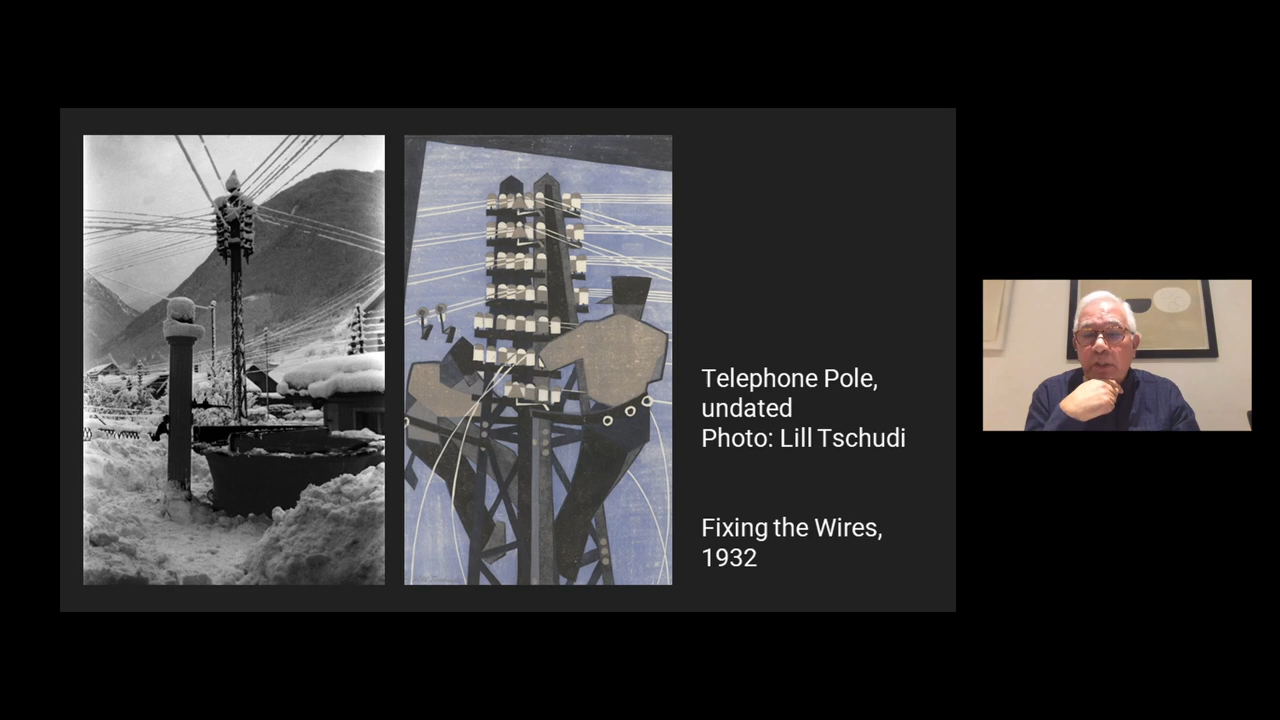 Telephone Pole,
undated
Photo: Lill Tschudi
Fixing the Wires,
1932